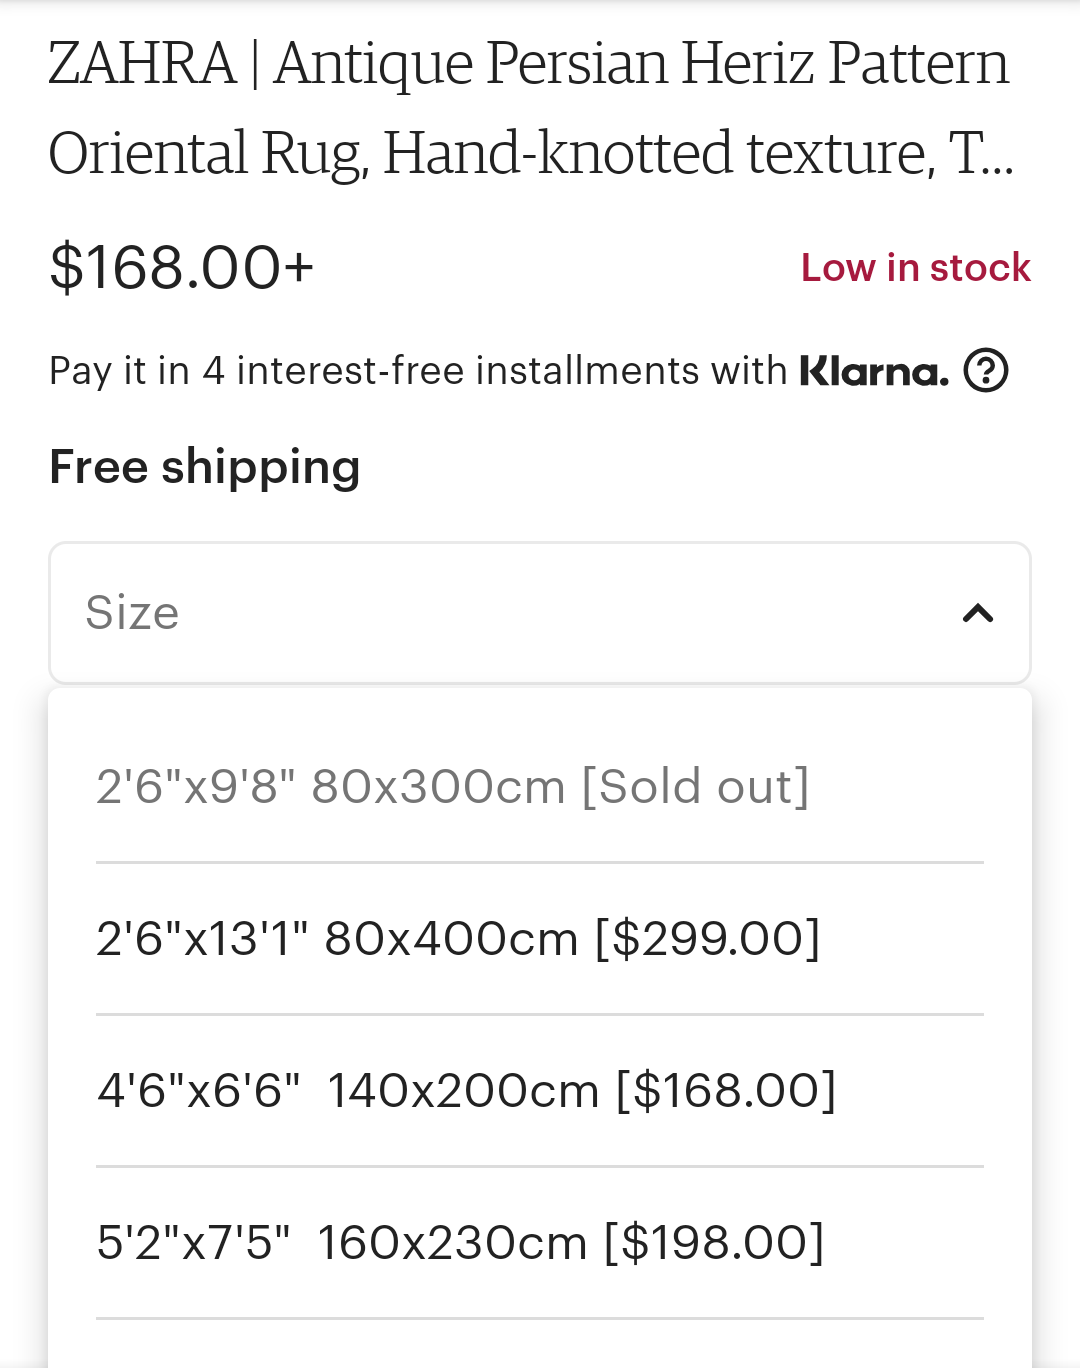 ZAHRA | Antique Persian Heriz Pattern
Oriental Rug, Hand-knotted texture, T...
$168.00+
Low in stock
Pay it in 4 interest-free installments with Klarna. ?
Free shipping
Size
2'6"x9'8" 80x300cm [Sold out]
2'6"x13'1" 80x400cm [$299.00]
4'6"x6'6"  140x200cm [$168.00]
5'2"x7'5"  160x230cm [$198.00]